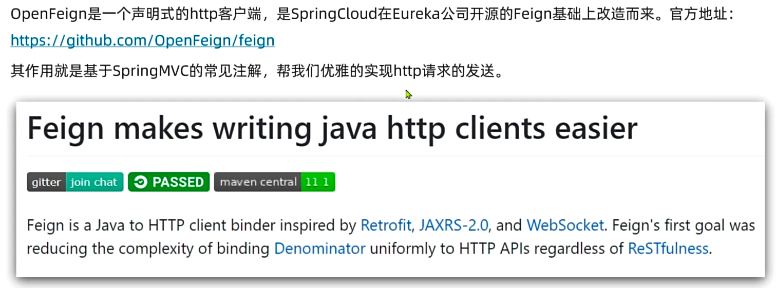 OpenFeign是一个声明式的http客户端，是SpringCloud在Eureka公司开源的Feign基础上改造而来。官方地址：
https://github.com/OpenFeign/feign
其作用就是基于SpringMVC的常见注解，帮我们优雅的实现http请求的发送。
Feign makes writing java http clients easier
gitter join chat PASSED maven central 11 1
Feign is a Java to HTTP client binder inspired by Retrofit, JAXRS-2.0, and WebSocket. Feign's first goal was
reducing the complexity of binding Denominator uniformly to HTTP APIs regardless of ReSTfulness.